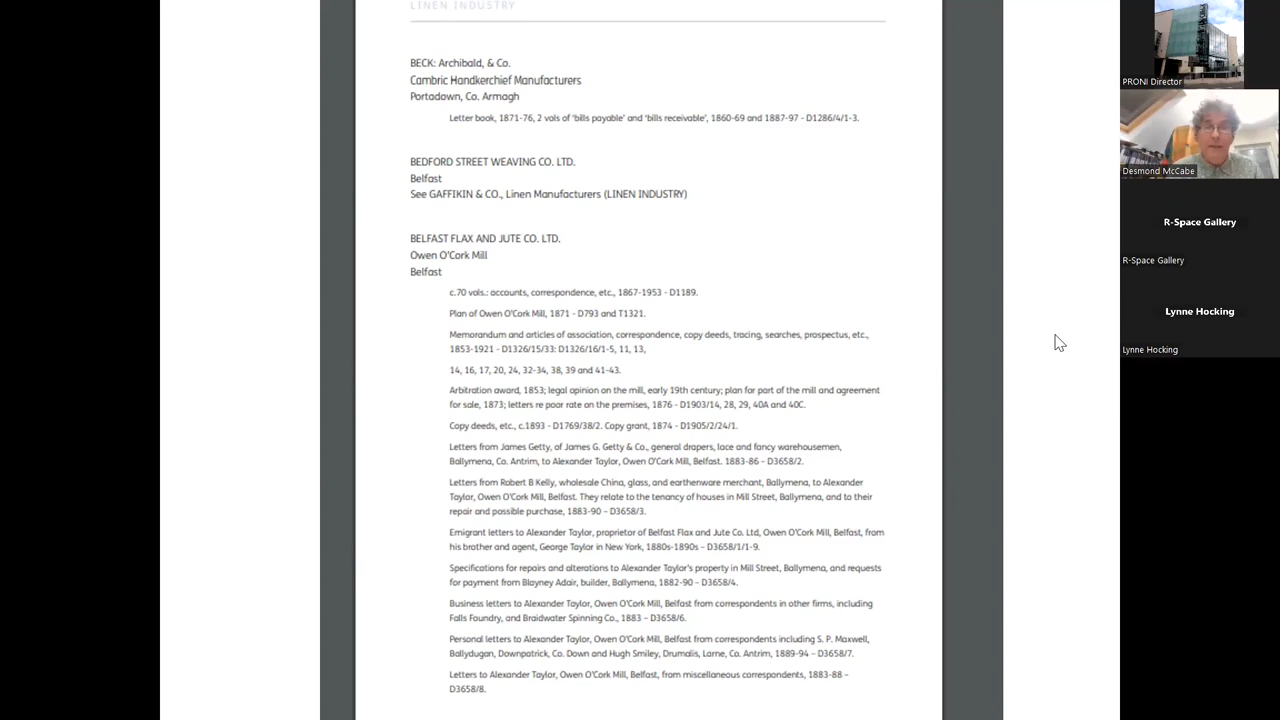 LINEN INDUSTRY
BECK: Archibald, & Co.
Cambric Handkerchief Manufacturers
Portadown, Co. Armagh
Letter book, 1871-76, 2 vols of ‘bills payable’ and ‘bills receivable’, 1860-69 and 1887-97 - D1286/4/1-3.
BEDFORD STREET WEAVING CO. LTD.
Belfast
See GAFFIKIN & CO., Linen Manufacturers (LINEN INDUSTRY)
BELFAST FLAX AND JUTE CO. LTD.
Owen O’Cork Mill
Belfast
c.70 vols.: accounts, correspondence, etc., 1867-1953 - D1189.
Plan of Owen O’Cork Mill, 1871 - D793 and T1321.
Memorandum and articles of association, correspondence, copy deeds, tracing, searches, prospectus, etc.,
1853-1921 - D1326/15/33: D1326/16/1-5, 11, 13,
14, 16, 17, 20, 24, 32-34, 38, 39 and 41-43.
Arbitration award, 1853; legal opinion on the mill, early 19th century; plan for part of the mill and agreement
for sale, 1873; letters re poor rate on the premises, 1876 - D1903/14, 28, 29, 40A and 40C.
Copy deeds, etc., c.1893 - D1769/38/2. Copy grant, 1874 - D1905/2/24/1.
Letters from James Getty, of James G. Getty & Co., general drapers, lace and fancy warehousemen,
Ballymena, Co. Antrim, to Alexander Taylor, Owen O’Cork Mill, Belfast. 1883-86 – D3658/2.
Letters from Robert B Kelly, wholesale China, glass, and earthenware merchant, Ballymena, to Alexander
Taylor, Owen O’Cork Mill, Belfast. They relate to the tenancy of houses in Mill Street, Ballymena, and to their
repair and possible purchase, 1883-90 – D3658/3.
Emigrant letters to Alexander Taylor, proprietor of Belfast Flax and Jute Co. Ltd, Owen O’Cork Mill, Belfast, from
his brother and agent, George Taylor in New York, 1880s-1890s – D3658/1/1-9.
Specifications for repairs and alterations to Alexander Taylor’s property in Mill Street, Ballymena, and requests
for payment from Blayney Adair, builder, Ballymena, 1882-90 – D3658/4.
Business letters to Alexander Taylor, Owen O’Cork Mill, Belfast from correspondents in other firms, including
Falls Foundry, and Braidwater Spinning Co., 1883 – D3658/6.
Personal letters to Alexander Taylor, Owen O’Cork Mill, Belfast from correspondents including S. P. Maxwell,
Ballydugan, Downpatrick, Co. Down and Hugh Smiley, Drumalis, Larne, Co. Antrim, 1889-94 – D3658/7.
Letters to Alexander Taylor, Owen O’Cork Mill, Belfast, from miscellaneous correspondents, 1883-88 –
D3658/8.
PRONI Director
Desmond McCabe
R-Space Gallery
R-Space Gallery
Lynne Hocking
Lynne Hocking